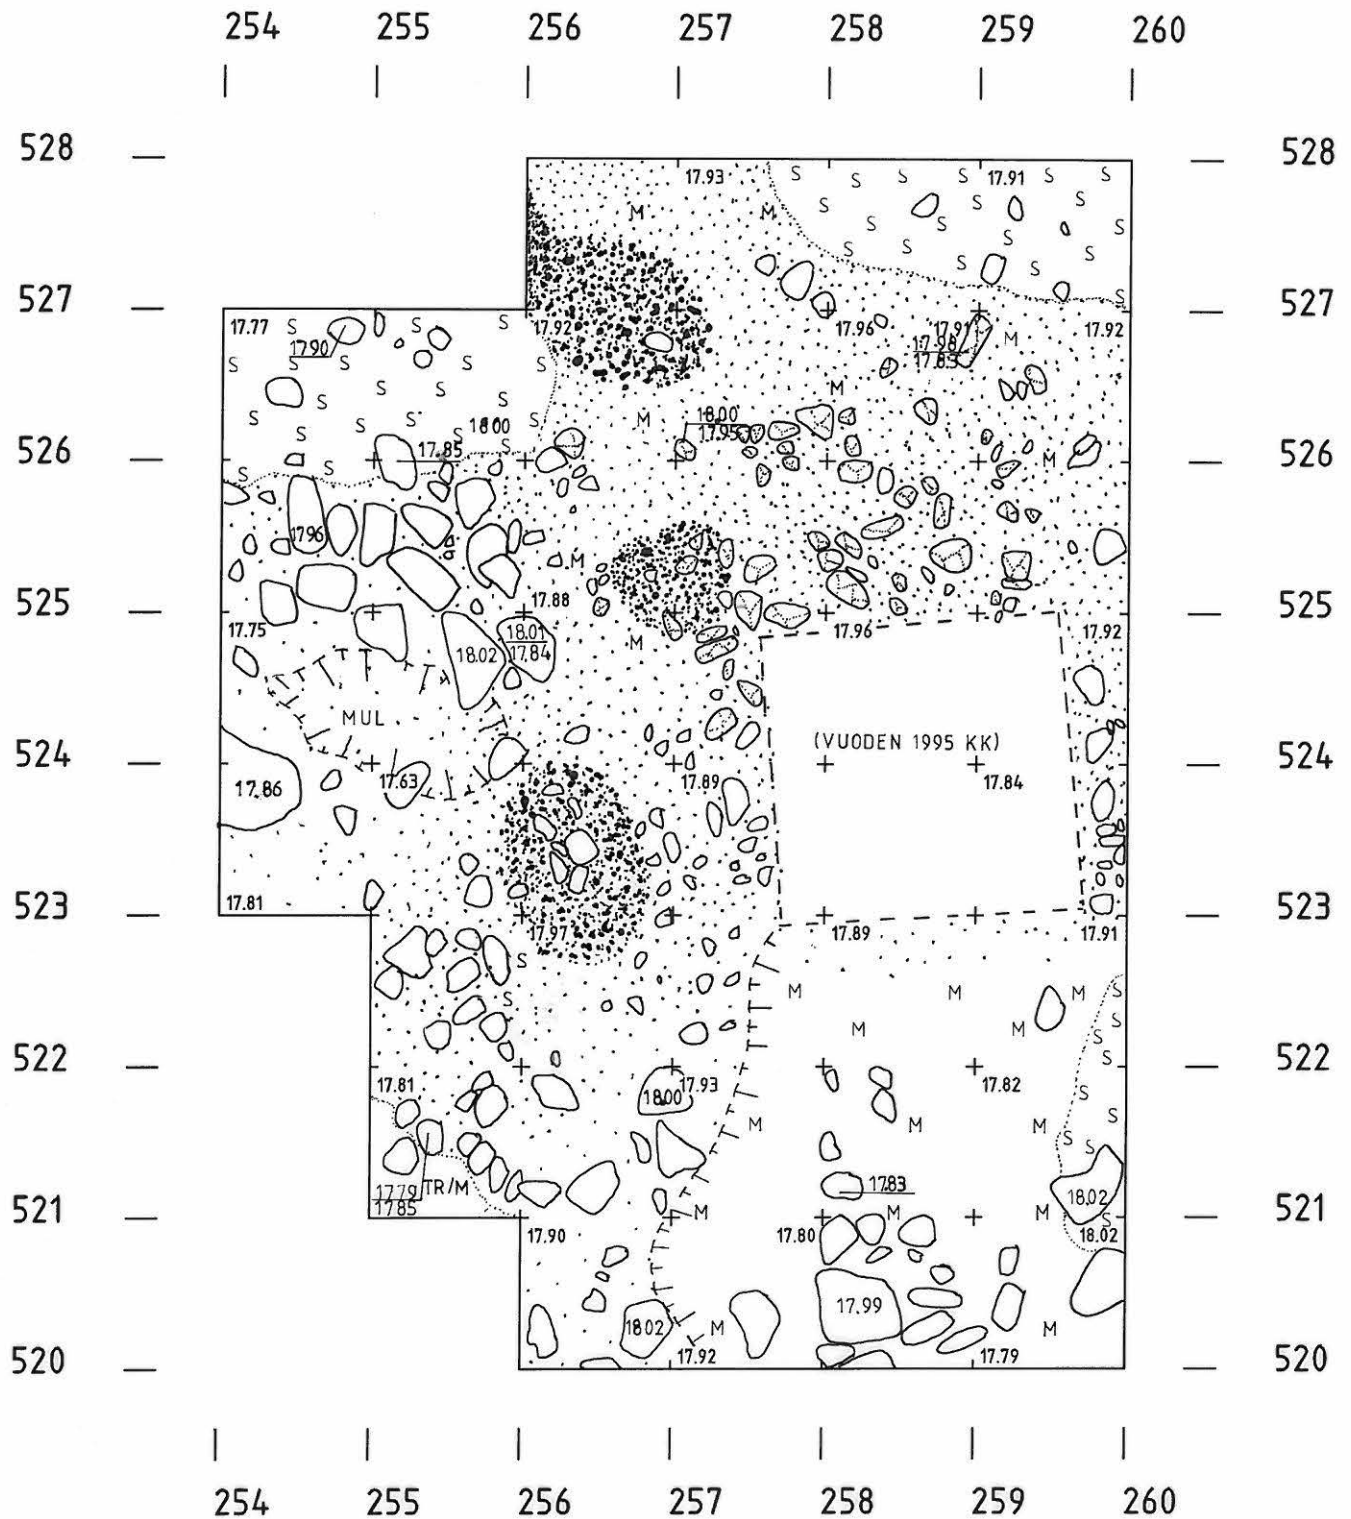 254 255 256 257 258 259 260
528 528
17.93 S S S S 17.91 S S
S S S
M M S
S S S S
S S S
S S S
S
527 527
17.77 S S S 17.92 17.96 17.91 17.92
17.90 17.98 M
S S S S 17.83
S S M
S S
S S S M 18.00
S S 18.00 17.95
17.85 S
526 M 526
S S
17.96
M
525 17.88 525
17.75 18.01 17.96 17.92
18.02 17.84 M
MUL
(VUODEN 1995 KK)
524 524
17.86 17.63 17.89 17.84
523 17.81 523
17.97 17.89 17.91
S
S M M M S
M M S
S
522 S 522
17.81 17.93 17.82
18.00 S
M M M S
S S
17.79 TR/M 17.83 18.02
17.85 M M M S
521 521
17.90 17.80 18.02
17.99
18.02 M M
17.92 17.79
520 520
254 255 256 257 258 259 260